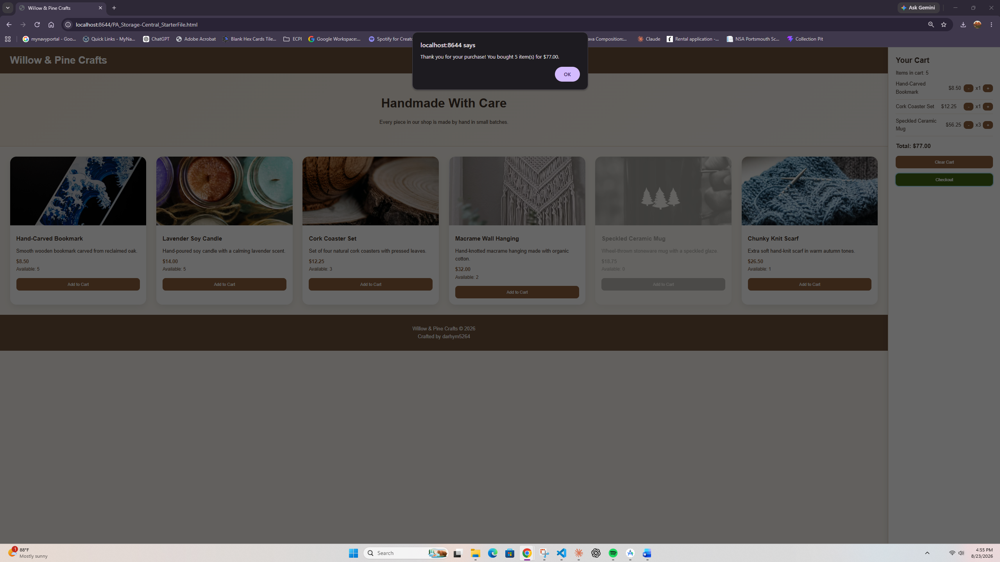 Willow & Pine Crafts
Ask Gemini
localhost:8644/PA_Storage-Central_StarterFile.html
mynavyportal - Goo...
Quick Links - MyNa...
ChatGPT
Adobe Acrobat
Blank Hex Cards Tile...
ECPI
Google Workspace:...
Spotify for Creato
ava Composition:...
Claude
Rental application -...
NSA Portsmouth Sc...
Collection Pit
localhost:8644 says
Thank you for your purchase! You bought 5 item(s) for $77.00.
OK
Willow & Pine Crafts
Handmade With Care
Every piece in our shop is made by hand in small batches.
Hand-Carved Bookmark
Smooth wooden bookmark carved from reclaimed oak.
$8.50
Available: 5
Add to Cart
Lavender Soy Candle
Hand-poured soy candle with a calming lavender scent.
$14.00
Available: 5
Add to Cart
Cork Coaster Set
Set of four natural cork coasters with pressed leaves.
$12.25
Available: 3
Add to Cart
Macrame Wall Hanging
Hand-knotted macrame hanging made with organic
cotton.
$32.00
Available: 2
Add to Cart
Speckled Ceramic Mug
Wheel-thrown stoneware mug with a speckled glaze.
$18.75
Available: 0
Add to Cart
Chunky Knit Scarf
Extra soft hand-knit scarf in warm autumn tones.
$26.50
Available: 1
Add to Cart
Willow & Pine Crafts © 2026
Crafted by darhym5264
Your Cart
Items in cart: 5
Hand-Carved
Bookmark
$8.50 - x1 +
Cork Coaster Set $12.25 - x1 +
Speckled Ceramic
Mug
$56.25 - x3 +
Total: $77.00
Clear Cart
Checkout
1
88°F
Mostly sunny
Search
4:55 PM
8/23/2026